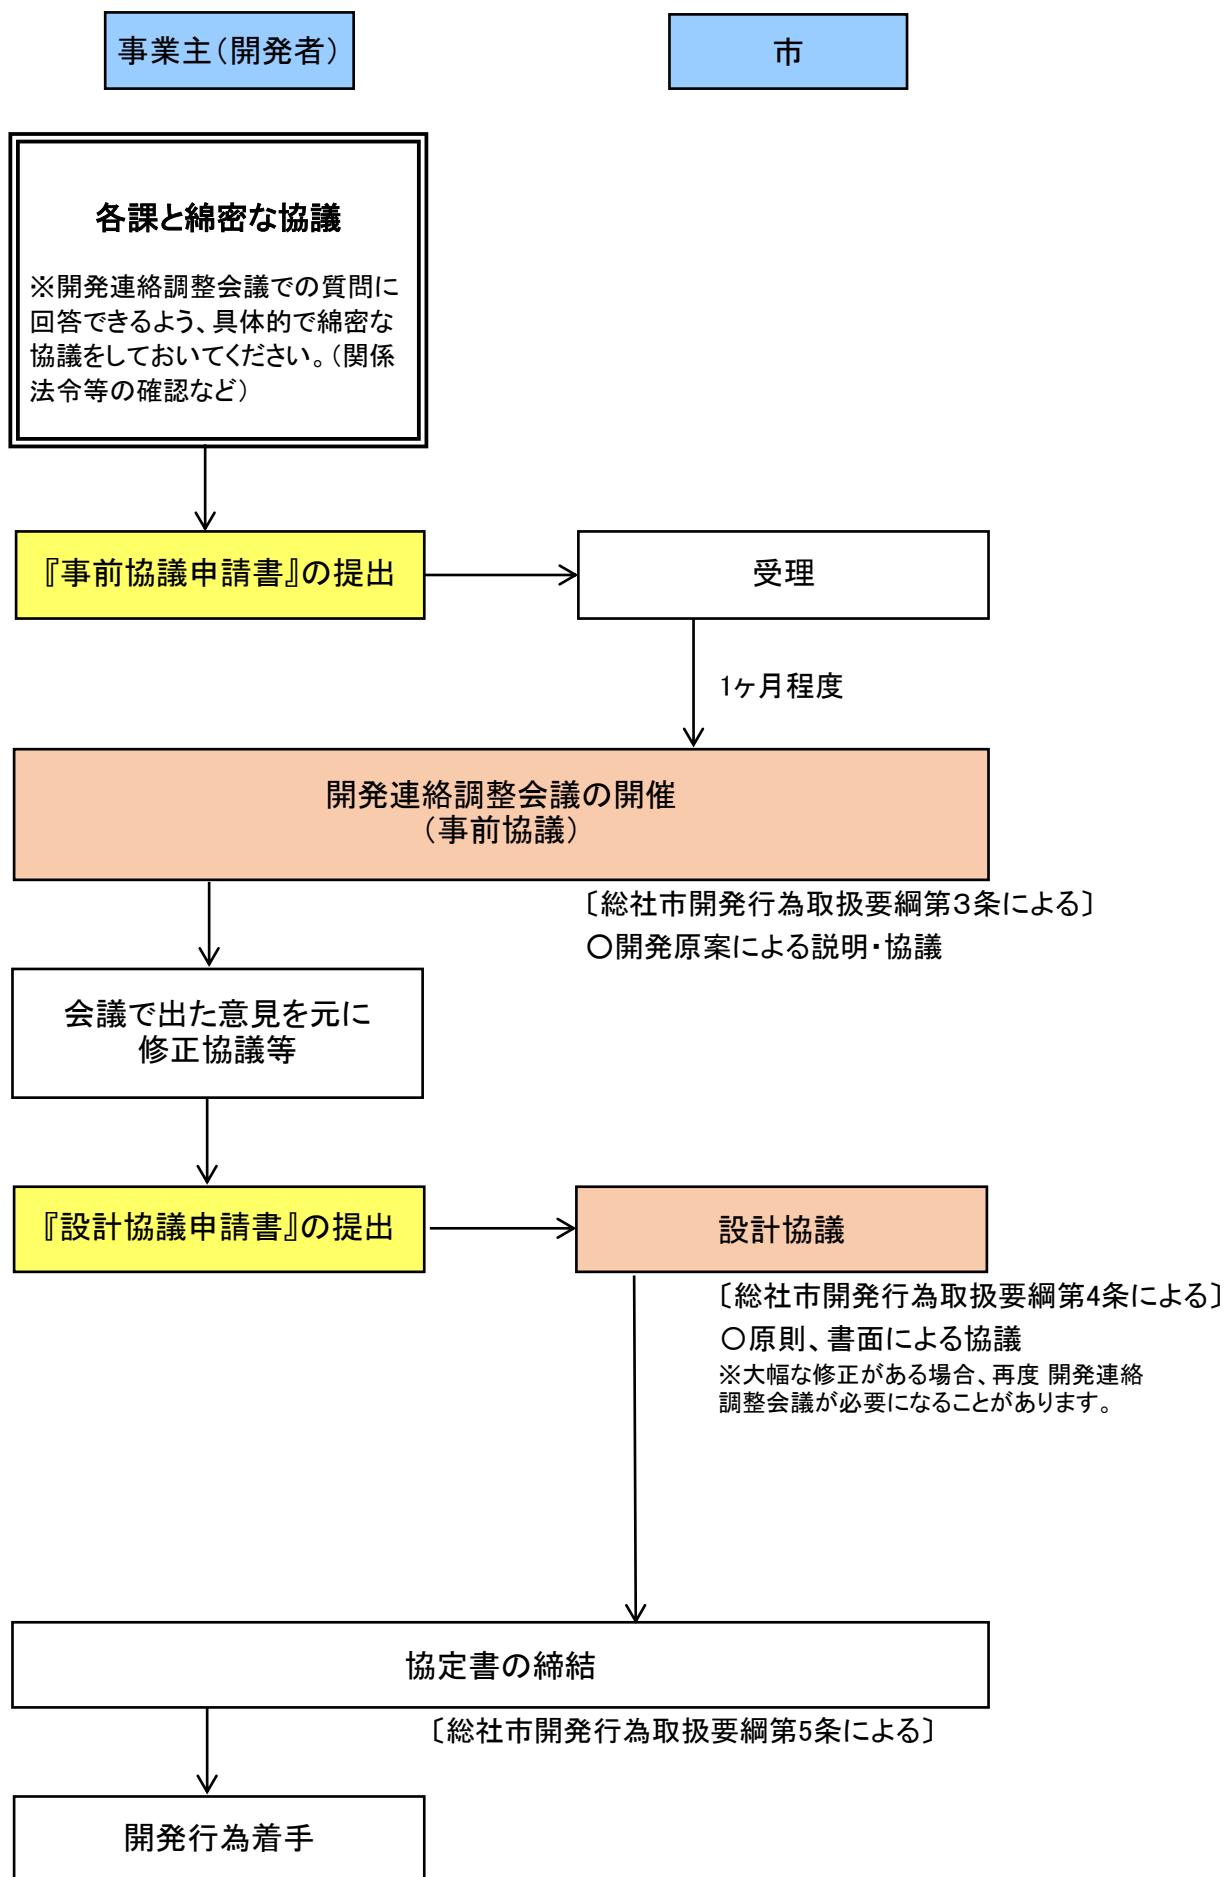 事業主（開発者）
市
各課と綿密な協議
※開発連絡調整会議での質問に
回答できるよう、具体的で綿密な
協議をしておいてください。（関係
法令等の確認など）
『事前協議申請書』の提出
受理
1ヶ月程度
開発連絡調整会議の開催
（事前協議）
〔総社市開発行為取扱要綱第３条による〕
〇開発原案による説明・協議
会議で出た意見を元に
修正協議等
『設計協議申請書』の提出
設計協議
〔総社市開発行為取扱要綱第4条による〕
〇原則、書面による協議
※大幅な修正がある場合、再度 開発連絡
調整会議が必要になることがあります。
協定書の締結
〔総社市開発行為取扱要綱第5条による〕
開発行為着手